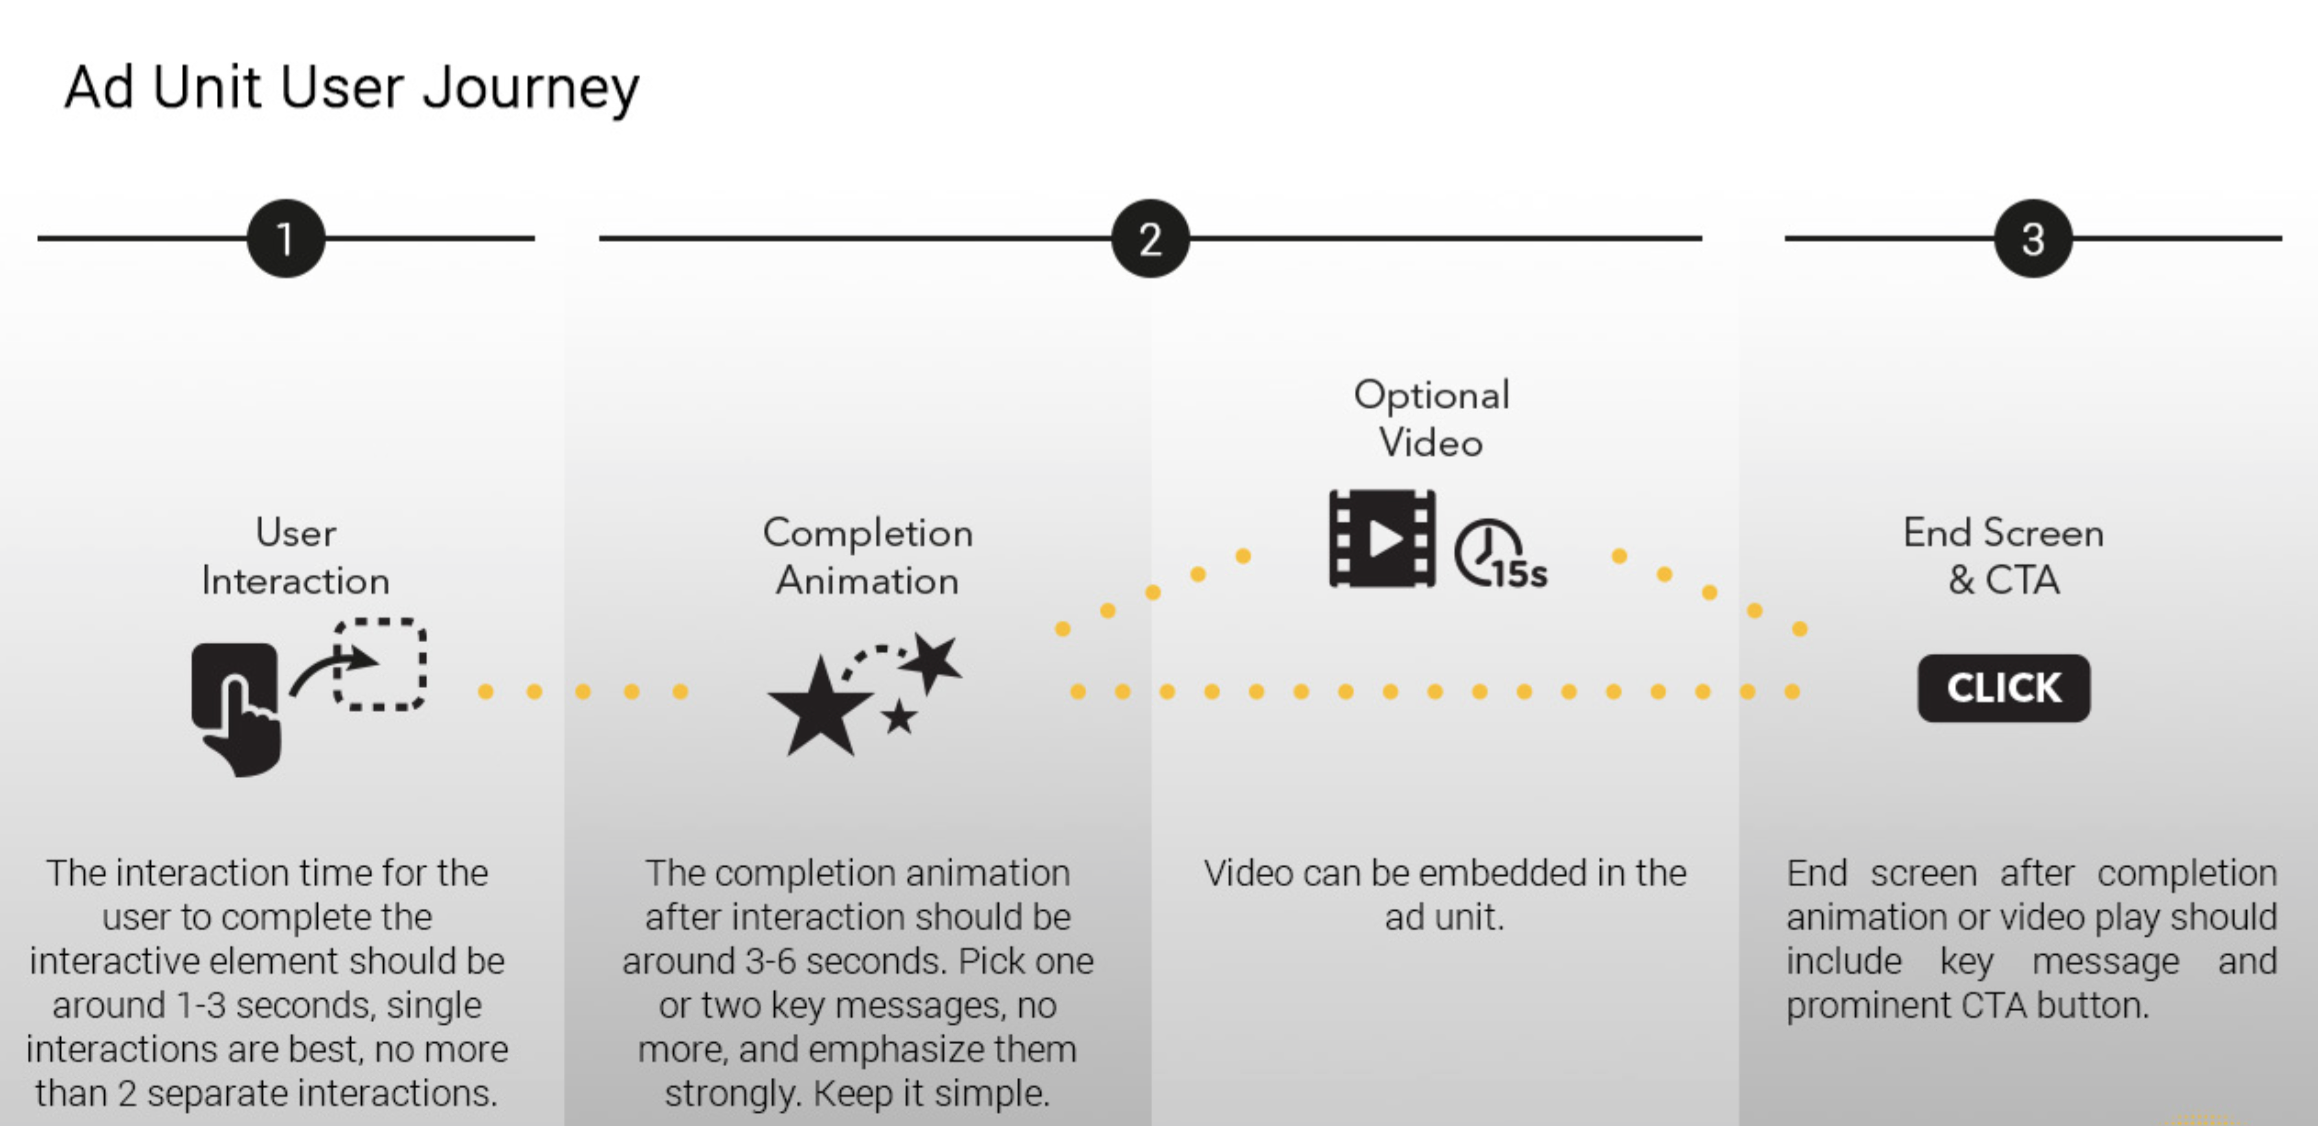 Ad Unit User Journey
1
2
3
User
Interaction
The interaction time for the
user to complete the
interactive element should be
around 1-3 seconds, single
interactions are best, no more
than 2 separate interactions.
Completion
Animation
The completion animation
after interaction should be
around 3-6 seconds. Pick one
or two key messages, no
more, and emphasize them
strongly. Keep it simple.
Optional
Video
15s
Video can be embedded in the
ad unit.
End Screen
& CTA
CLICK
End screen after completion
animation or video play should
include key message and
prominent CTA button.